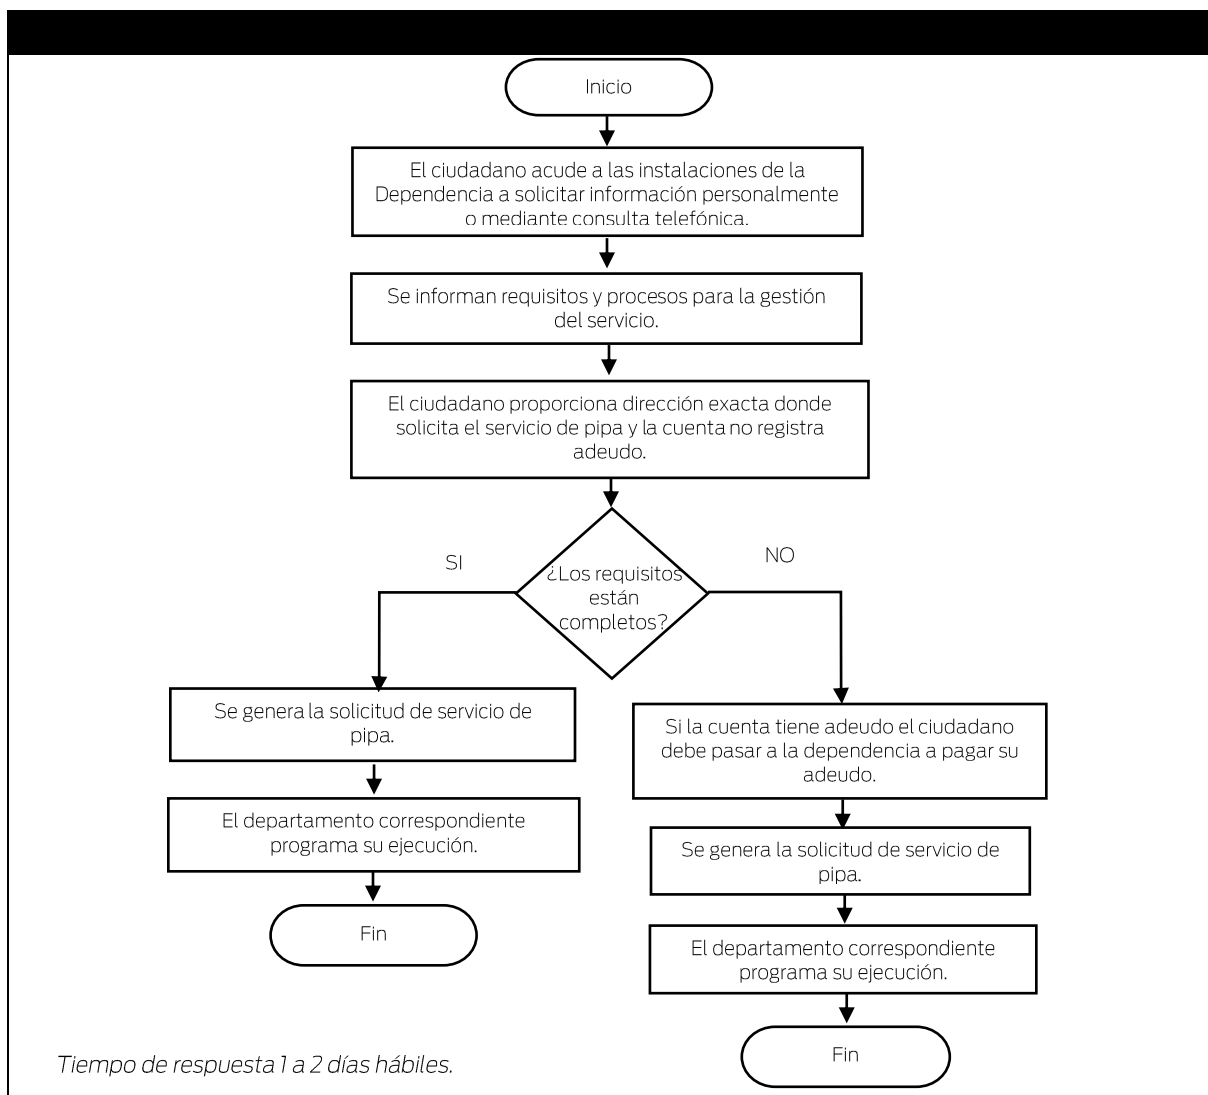 Inicio
El ciudadano acude a las instalaciones de la
Dependencia a solicitar información personalmente
o mediante consulta telefónica.
Se informan requisitos y procesos para la gestión
del servicio.
El ciudadano proporciona dirección exacta donde
solicita el servicio de pipa y la cuenta no registra
adeudo.
SI
NO
¿Los requisitos
están
completos?
Se genera la solicitud de servicio de
pipa.
El departamento correspondiente
programa su ejecución.
Fin
Si la cuenta tiene adeudo el ciudadano
debe pasar a la dependencia a pagar su
adeudo.
Se genera la solicitud de servicio de
pipa.
El departamento correspondiente
programa su ejecución.
Fin
Tiempo de respuesta 1 a 2 días hábiles.